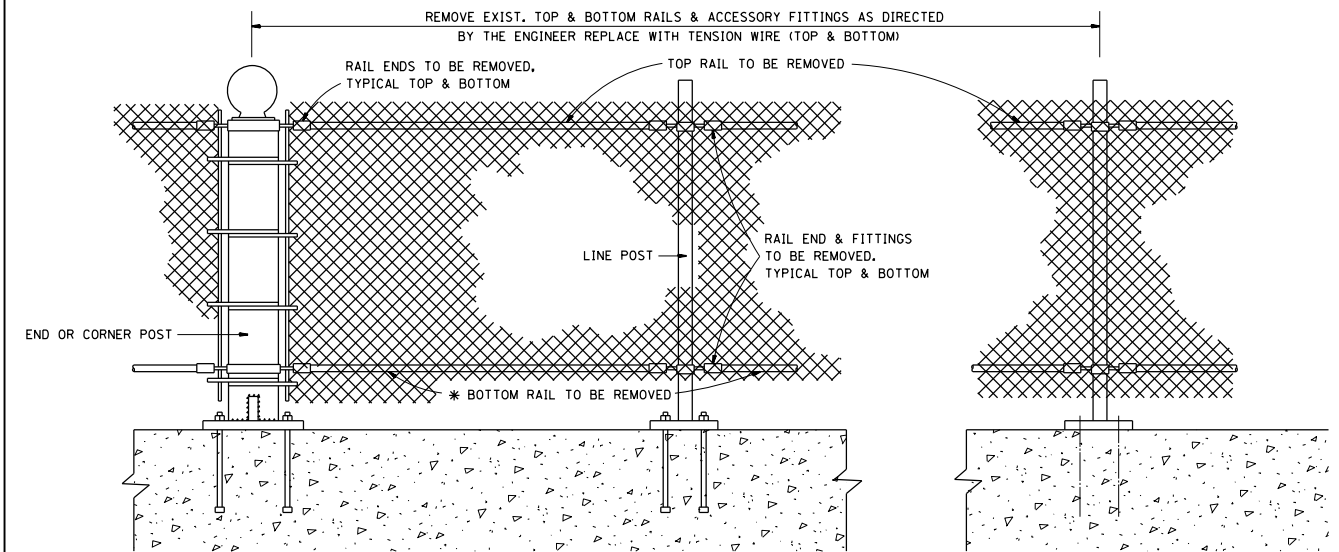 REMOVE EXIST. TOP & BOTTOM RAILS & ACCESSORY FITTINGS AS DIRECTED
BY THE ENGINEER REPLACE WITH TENSION WIRE (TOP & BOTTOM)
RAIL ENDS TO BE REMOVED,
TYPICAL TOP & BOTTOM
TOP RAIL TO BE REMOVED
LINE POST
RAIL END & FITTINGS
TO BE REMOVED.
TYPICAL TOP & BOTTOM
END OR CORNER POST
* BOTTOM RAIL TO BE REMOVED